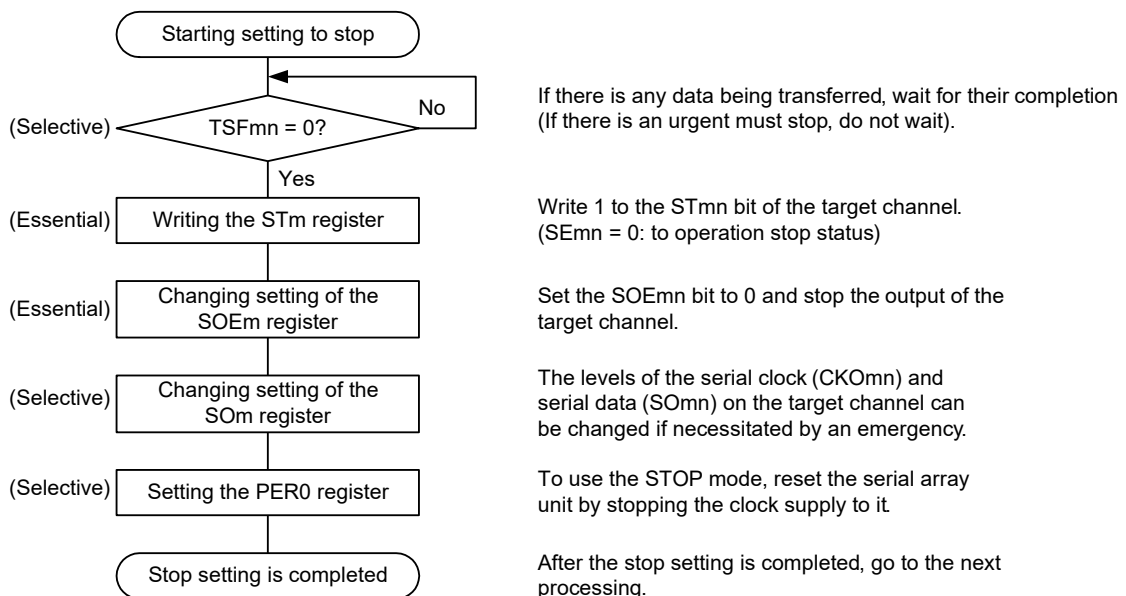 Starting setting to stop
No
(Selective)
TSFmn = 0?
If there is any data being transferred, wait for their completion
(If there is an urgent must stop, do not wait).
Yes
(Essential)
Writing the STm register
Write 1 to the STmn bit of the target channel.
(SEmn = 0: to operation stop status)
(Essential)
Changing setting of the
SOEm register
Set the SOEmn bit to 0 and stop the output of the
target channel.
(Selective)
Changing setting of the
SOm register
The levels of the serial clock (CKOmn) and
serial data (SOmn) on the target channel can
be changed if necessitated by an emergency.
(Selective)
Setting the PER0 register
To use the STOP mode, reset the serial array
unit by stopping the clock supply to it.
Stop setting is completed
After the stop setting is completed, go to the next
processing.